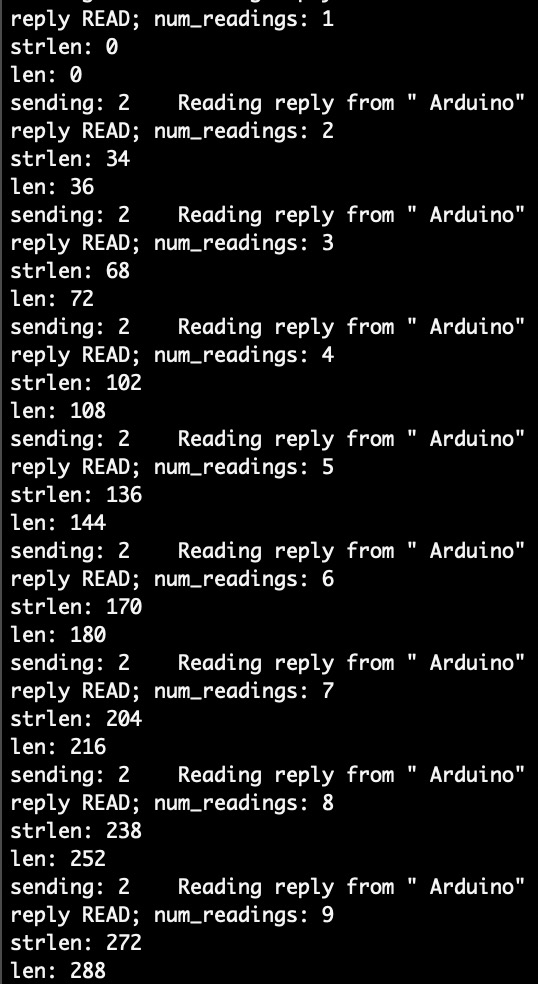 reply READ; num_readings: 1
strlen: 0
len: 0
sending: 2    Reading reply from " Arduino"
reply READ; num_readings: 2
strlen: 34
len: 36
sending: 2    Reading reply from " Arduino"
reply READ; num_readings: 3
strlen: 68
len: 72
sending: 2    Reading reply from " Arduino"
reply READ; num_readings: 4
strlen: 102
len: 108
sending: 2    Reading reply from " Arduino"
reply READ; num_readings: 5
strlen: 136
len: 144
sending: 2    Reading reply from " Arduino"
reply READ; num_readings: 6
strlen: 170
len: 180
sending: 2    Reading reply from " Arduino"
reply READ; num_readings: 7
strlen: 204
len: 216
sending: 2    Reading reply from " Arduino"
reply READ; num_readings: 8
strlen: 238
len: 252
sending: 2    Reading reply from " Arduino"
reply READ; num_readings: 9
strlen: 272
len: 288